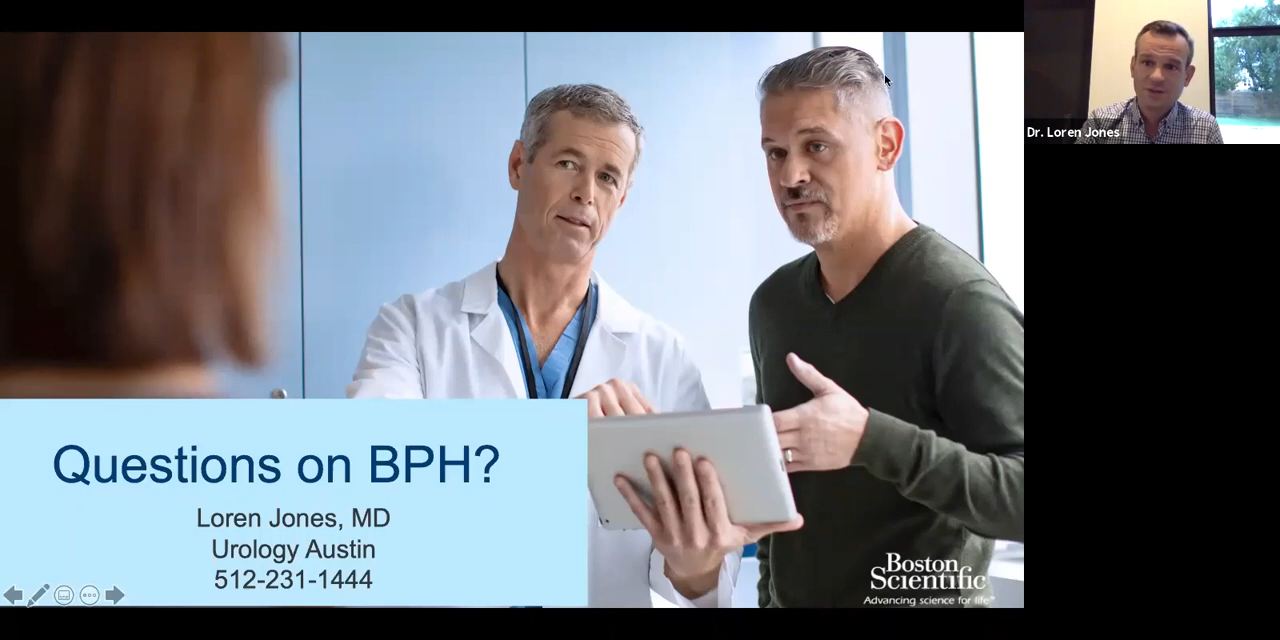 Questions on BPH?
Loren Jones, MD
Urology Austin
512-231-1444
Boston
Scientific
Advancing science for life™
Dr. Loren Jones